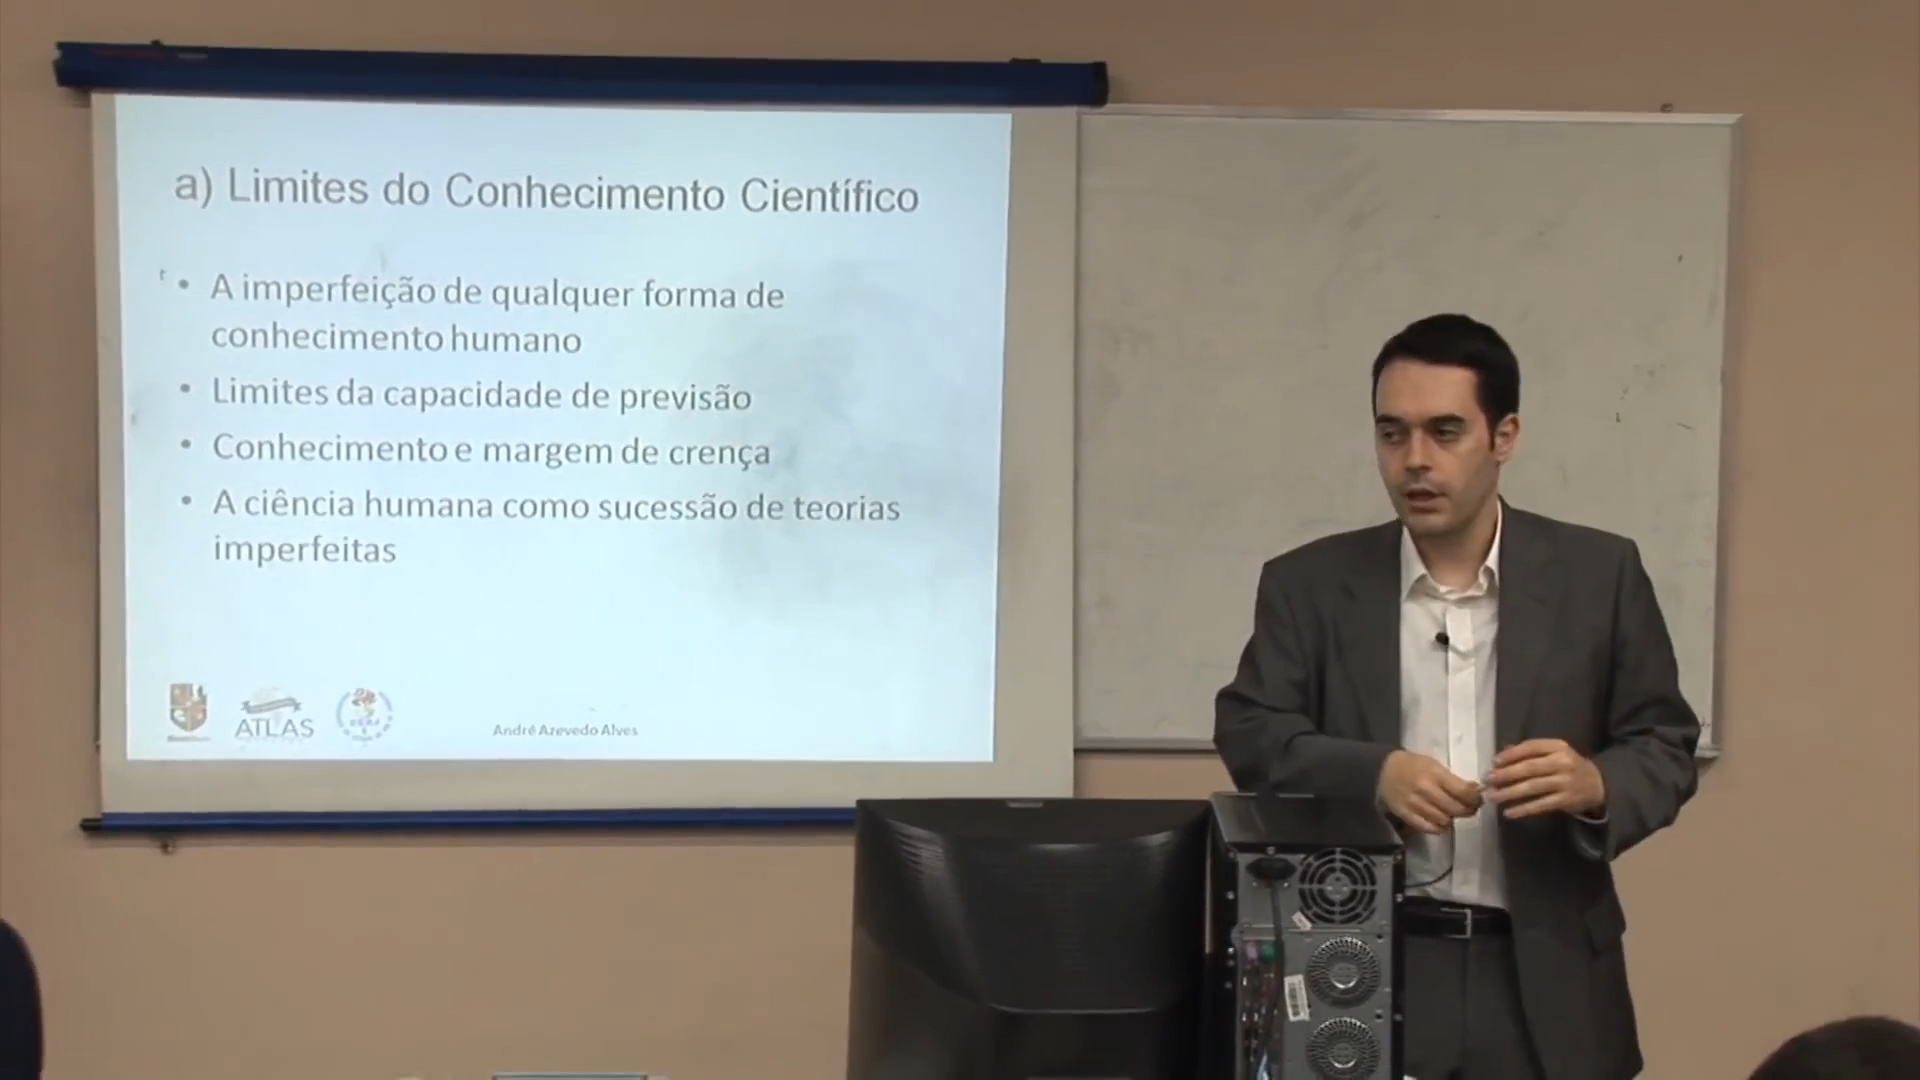 a) Limites do Conhecimento Científico
• A imperfeição de qualquer forma de
conhecimento humano
• Limites da capacidade de previsão
• Conhecimento e margem de crença
• A ciência humana como sucessão de teorias
imperfeitas
ATLAS
André Azevedo Alves